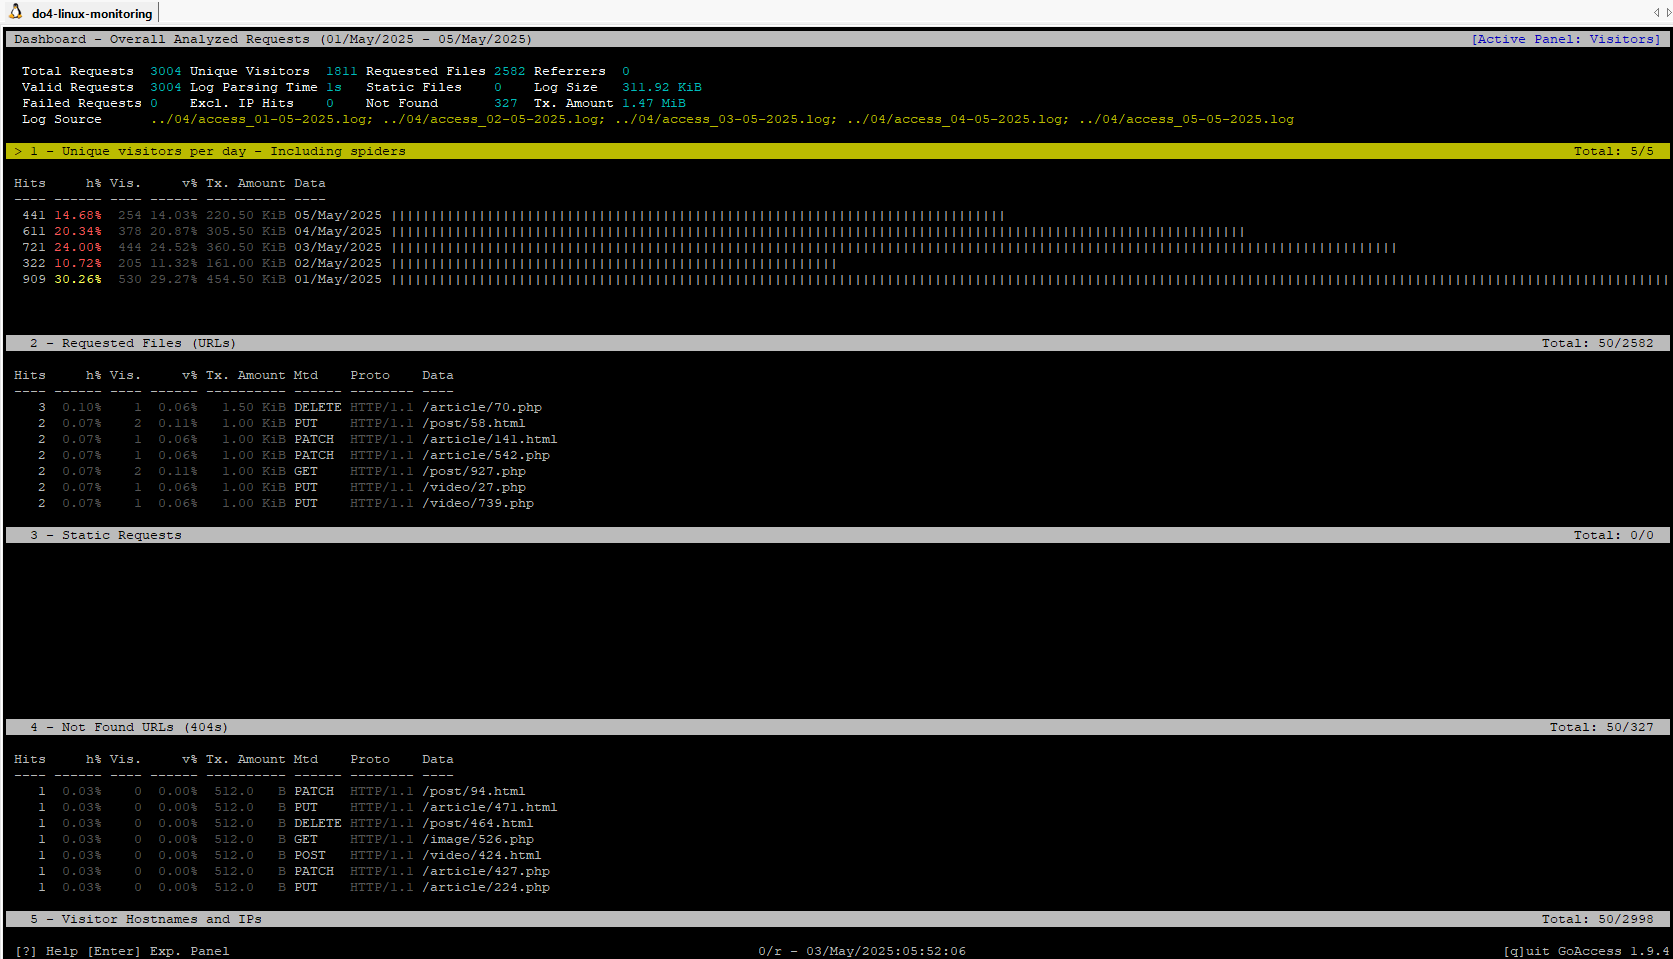 do4-linux-monitoring
Dashboard - Overall Analyzed Requests (01/May/2025 - 05/May/2025) [Active Panel: Visitors]
Total Requests 3004 Unique Visitors 1811 Requested Files 2582 Referrers 0
Valid Requests 3004 Log Parsing Time 1s Static Files 0 Log Size 311.92 KiB
Failed Requests 0 Excl. IP Hits 0 Not Found 327 Tx. Amount 1.47 MiB
Log Source ../04/access_01-05-2025.log; ../04/access_02-05-2025.log; ../04/access_03-05-2025.log; ../04/access_04-05-2025.log; ../04/access_05-05-2025.log
> 1 - Unique visitors per day - Including spiders Total: 5/5
Hits h% Vis. v% Tx. Amount Data
---- ------ ---- ------ ---------- ----
441 14.68% 254 14.03% 220.50 KiB 05/May/2025
611 20.34% 378 20.87% 305.50 KiB 04/May/2025
721 24.00% 444 24.52% 360.50 KiB 03/May/2025
322 10.72% 205 11.32% 161.00 KiB 02/May/2025
909 30.26% 530 29.27% 454.50 KiB 01/May/2025
2 - Requested Files (URLs) Total: 50/2582
Hits h% Vis. v% Tx. Amount Mtd Proto Data
---- ------ ---- ------ ---------- ------ -------- ----
3 0.10% 1 0.06% 1.50 KiB DELETE HTTP/1.1 /article/70.php
2 0.07% 2 0.11% 1.00 KiB PUT HTTP/1.1 /post/58.html
2 0.07% 1 0.06% 1.00 KiB PATCH HTTP/1.1 /article/141.html
2 0.07% 1 0.06% 1.00 KiB PATCH HTTP/1.1 /article/542.php
2 0.07% 2 0.11% 1.00 KiB GET HTTP/1.1 /post/927.php
2 0.07% 1 0.06% 1.00 KiB PUT HTTP/1.1 /video/27.php
2 0.07% 1 0.06% 1.00 KiB PUT HTTP/1.1 /video/739.php
3 - Static Requests Total: 0/0
4 - Not Found URLs (404s) Total: 50/327
Hits h% Vis. v% Tx. Amount Mtd Proto Data
---- ------ ---- ------ ---------- ------ -------- ----
1 0.03% 0 0.00% 512.0 B PATCH HTTP/1.1 /post/94.html
1 0.03% 0 0.00% 512.0 B PUT HTTP/1.1 /article/471.html
1 0.03% 0 0.00% 512.0 B DELETE HTTP/1.1 /post/464.html
1 0.03% 0 0.00% 512.0 B GET HTTP/1.1 /image/526.php
1 0.03% 0 0.00% 512.0 B POST HTTP/1.1 /video/424.html
1 0.03% 0 0.00% 512.0 B PATCH HTTP/1.1 /article/427.php
1 0.03% 0 0.00% 512.0 B PUT HTTP/1.1 /article/224.php
5 - Visitor Hostnames and IPs Total: 50/2998
[?] Help [Enter] Exp. Panel 0/r - 03/May/2025:05:52:06 [q]uit GoAccess 1.9.4